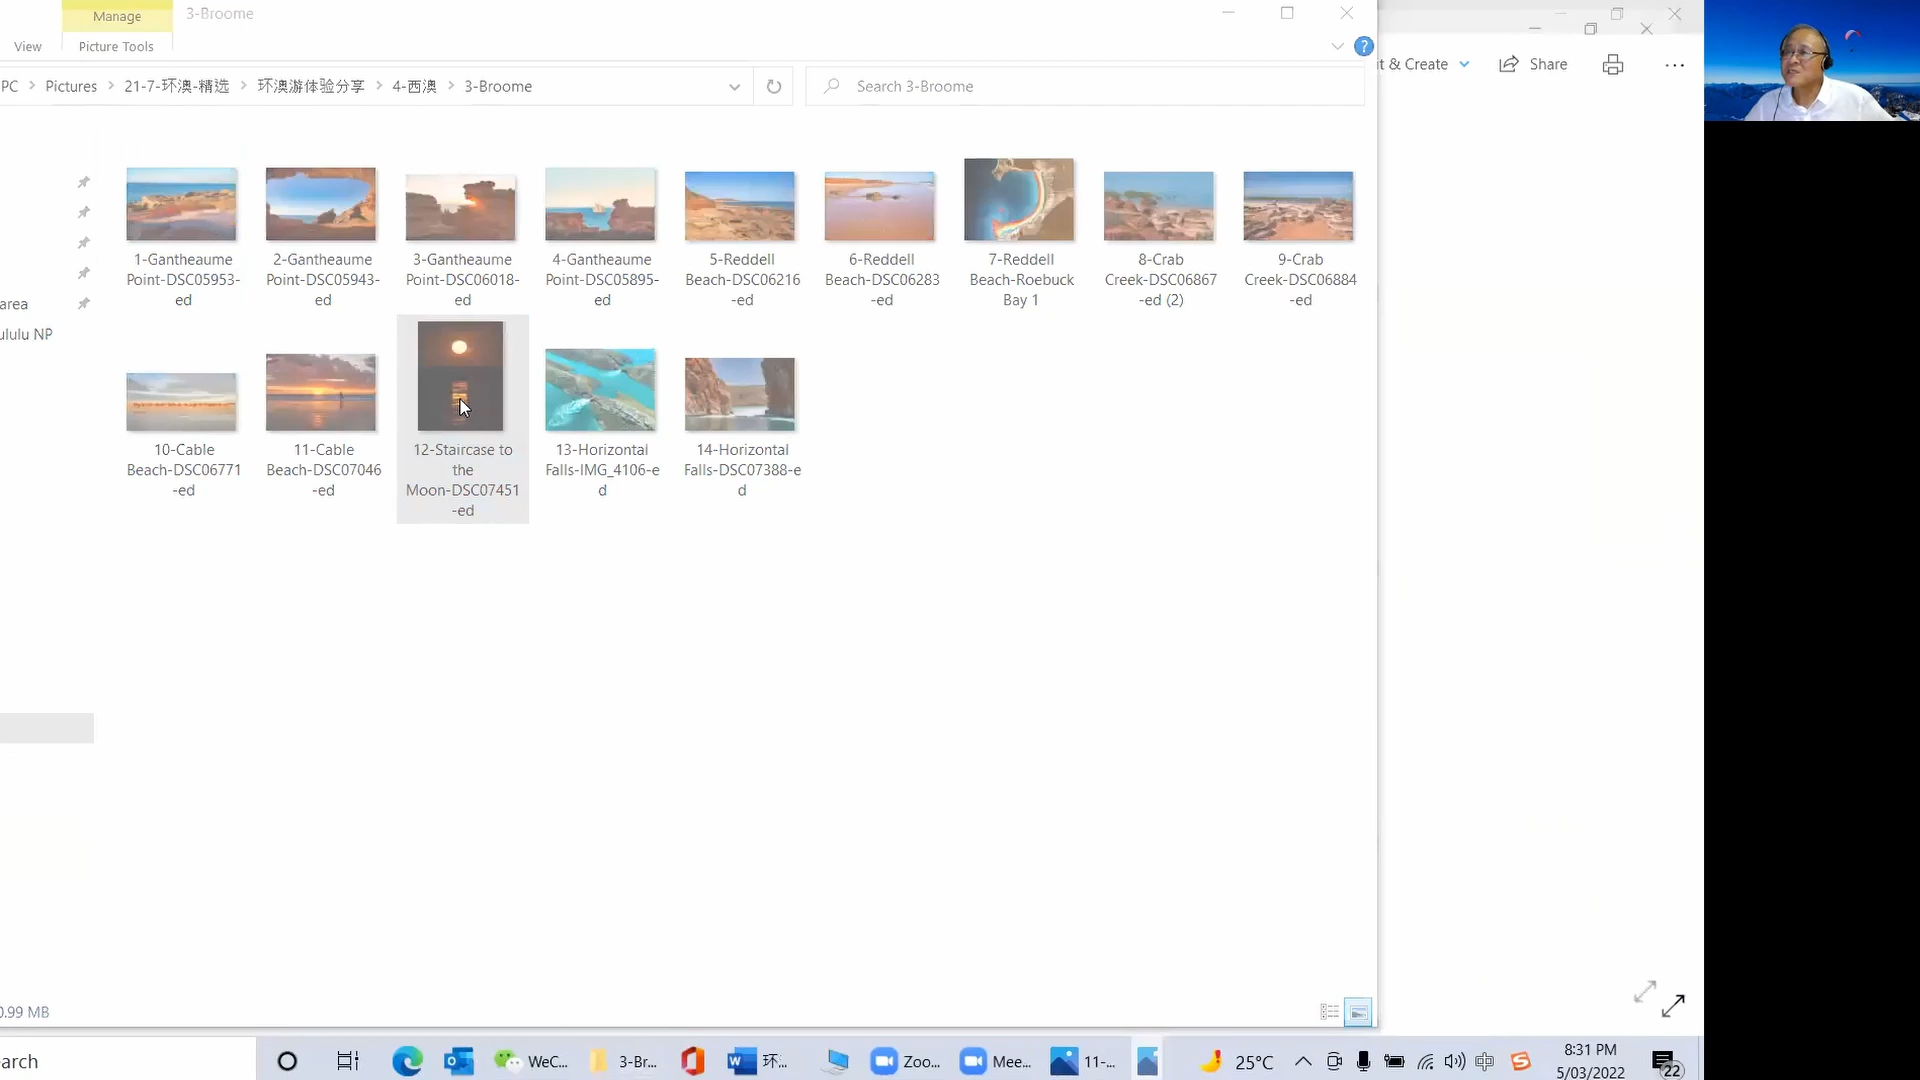 Manage
3-Broome
View
Picture Tools
?
PC > Pictures > 21-7-环澳-精选 > 环澳游体验分享 > 4-西澳 > 3-Broome
Search 3-Broome
t & Create
Share
1-Gantheaume
Point-DSC05953-
ed
2-Gantheaume
Point-DSC05943-
ed
3-Gantheaume
Point-DSC06018-
ed
4-Gantheaume
Point-DSC05895-
ed
5-Reddell
Beach-DSC06216
-ed
6-Reddell
Beach-DSC06283
-ed
7-Reddell
Beach-Roebuck
Bay 1
8-Crab
Creek-DSC06867
-ed (2)
9-Crab
Creek-DSC06884
-ed
area
ululu NP
10-Cable
Beach-DSC06771
-ed
11-Cable
Beach-DSC07046
-ed
12-Staircase to
the
Moon-DSC07451
-ed
13-Horizontal
Falls-IMG_4106-e
d
14-Horizontal
Falls-DSC07388-e
d
0.99 MB
earch
WeC...
3-Br...
环...
Zoo...
Mee...
11-...
25°C
中
8:31 PM
5/03/2022
22